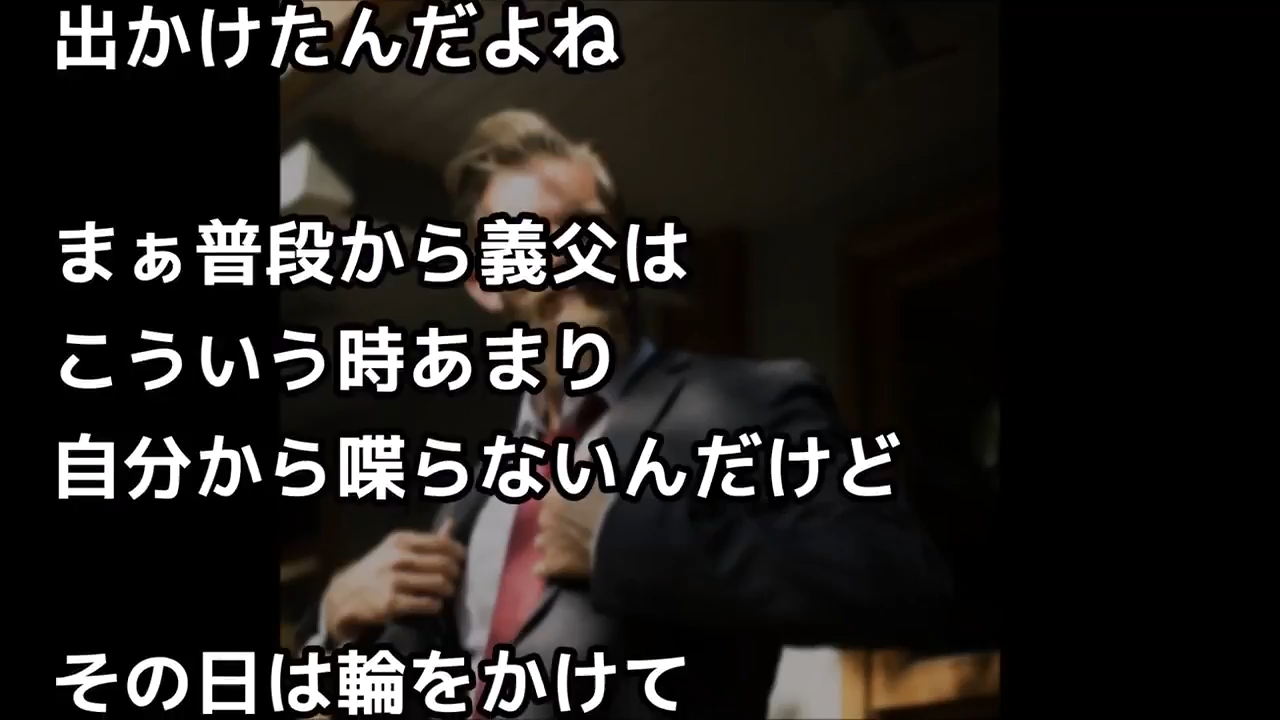 出かけたんだよね
まぁ普段から義父は
こういう時あまり
自分から喋らないんだけど
その日は輪をかけて